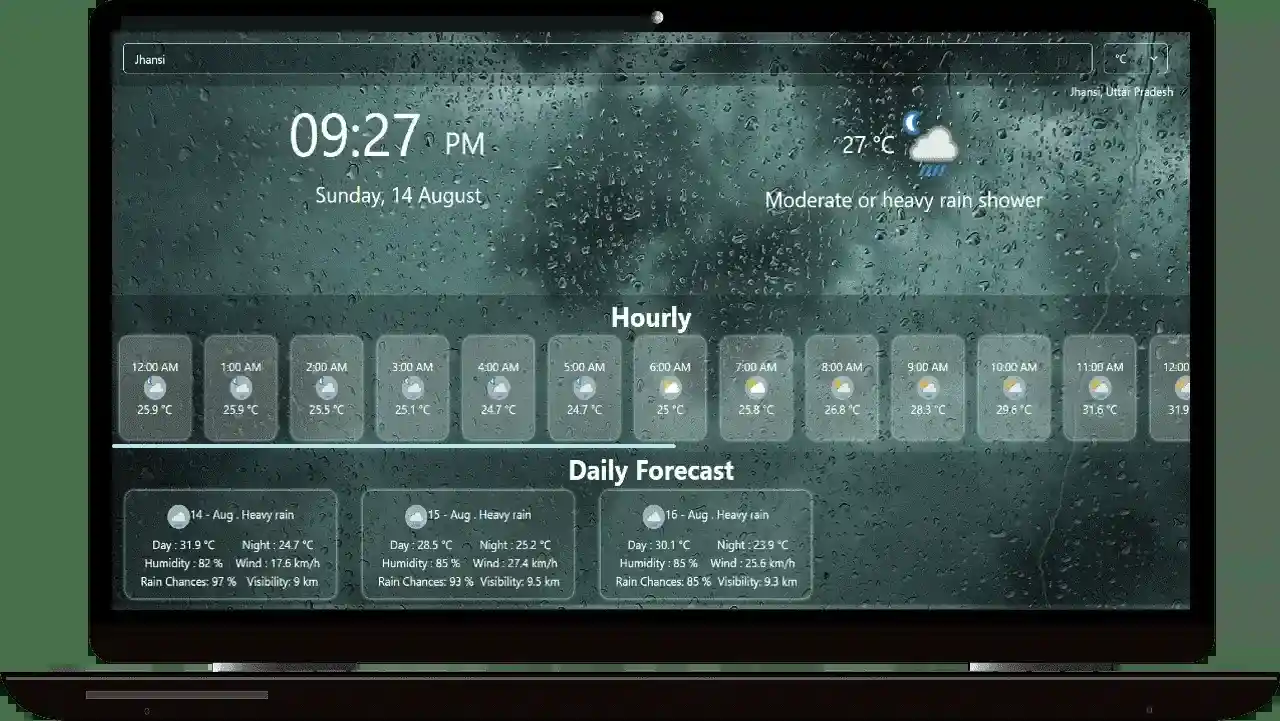 Jhansi
°C
Jhansi, Uttar Pradesh
09:27 PM
Sunday, 14 August
27 °C
Moderate or heavy rain shower
Hourly
12:00 AM 1:00 AM 2:00 AM 3:00 AM 4:00 AM 5:00 AM 6:00 AM 7:00 AM 8:00 AM 9:00 AM 10:00 AM 11:00 AM 12:00
25.9 °C 25.9 °C 25.5 °C 25.1 °C 24.7 °C 24.7 °C 25 °C 25.8 °C 26.8 °C 28.3 °C 29.6 °C 31.6 °C 31.9
Daily Forecast
14 - Aug . Heavy rain
Day : 31.9 °C Night : 24.7 °C
Humidity : 82 % Wind : 17.6 km/h
Rain Chances: 97 % Visibility: 9 km
15 - Aug . Heavy rain
Day : 28.5 °C Night : 25.2 °C
Humidity : 85 % Wind : 27.4 km/h
Rain Chances: 93 % Visibility: 9.5 km
16 - Aug . Heavy rain
Day : 30.1 °C Night : 23.9 °C
Humidity : 85 % Wind : 25.6 km/h
Rain Chances: 85 % Visibility: 9.3 km